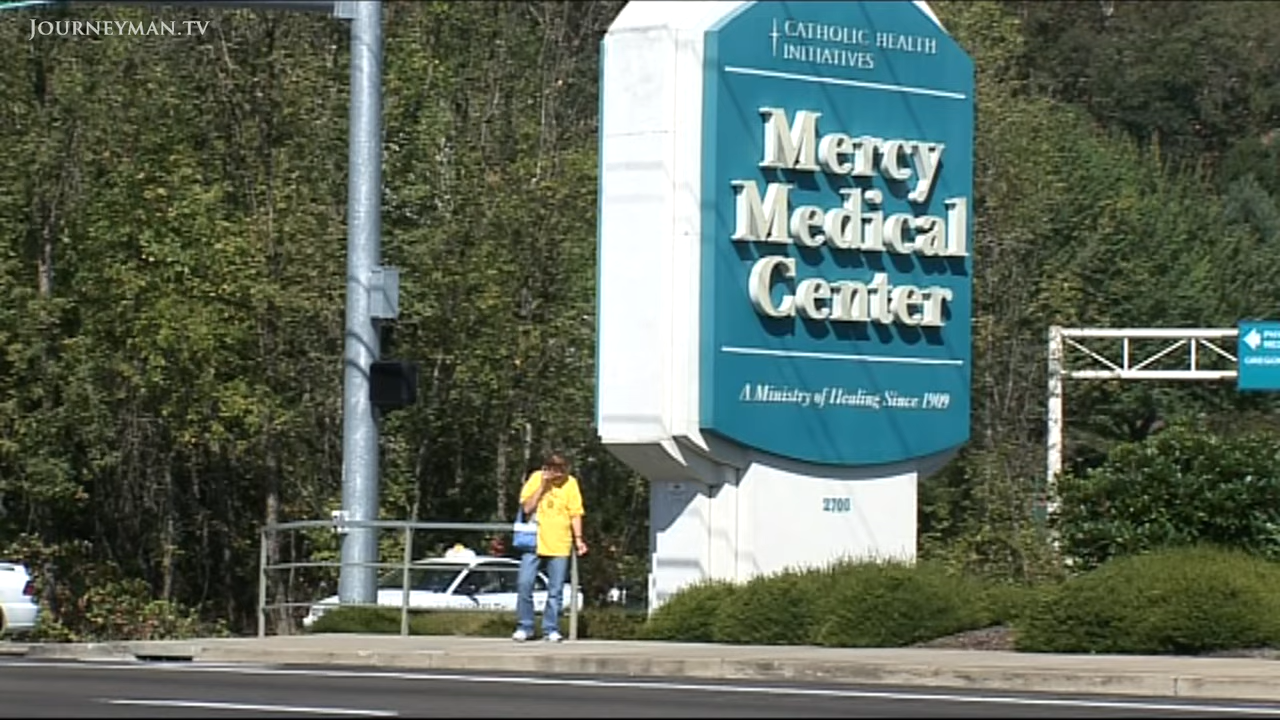 JOURNEYMAN.TV
CATHOLIC HEALTH
INITIATIVES
Mercy
Medical
Center
A Ministry of Healing Since 1909
2700